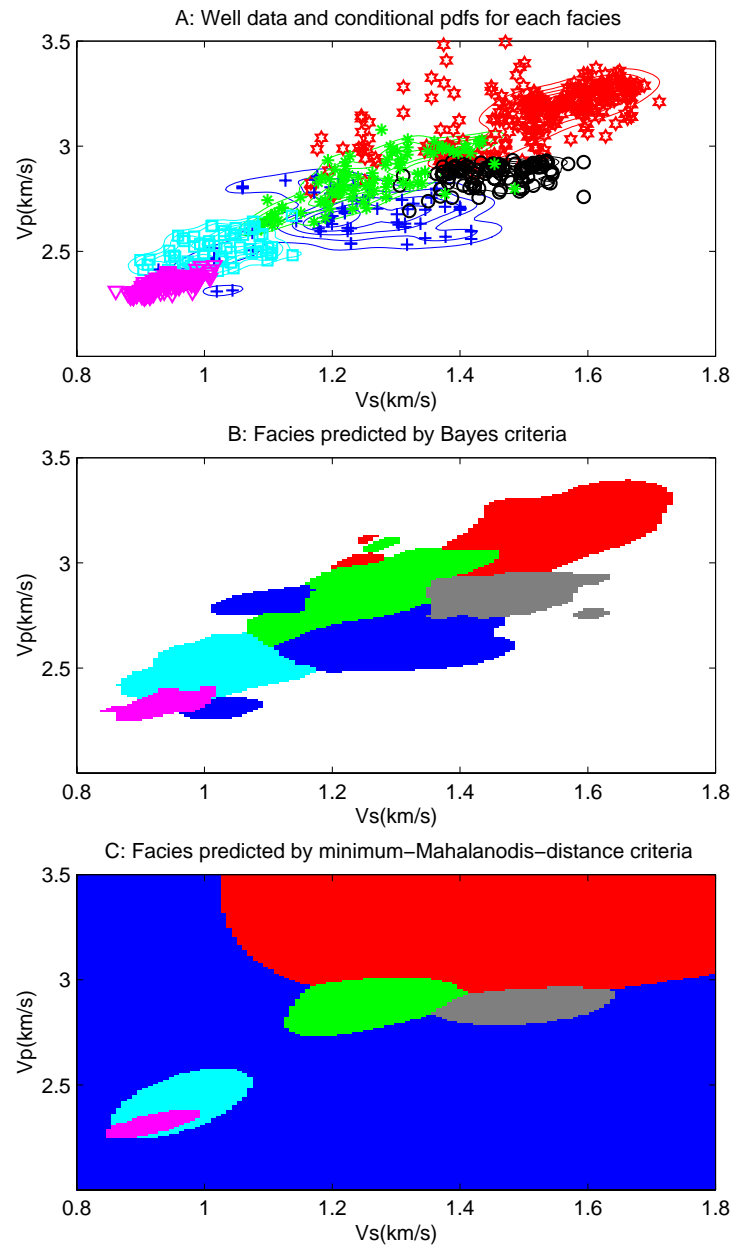 A: Well data and conditional pdfs for each facies
3.5
3
2.5
Vp(km/s)
0.8 1 1.2 1.4 1.6 1.8
Vs(km/s)
B: Facies predicted by Bayes criteria
3.5
3
2.5
Vp(km/s)
0.8 1 1.2 1.4 1.6 1.8
Vs(km/s)
C: Facies predicted by minimum−Mahalanodis−distance criteria
3.5
3
2.5
Vp(km/s)
0.8 1 1.2 1.4 1.6 1.8
Vs(km/s)